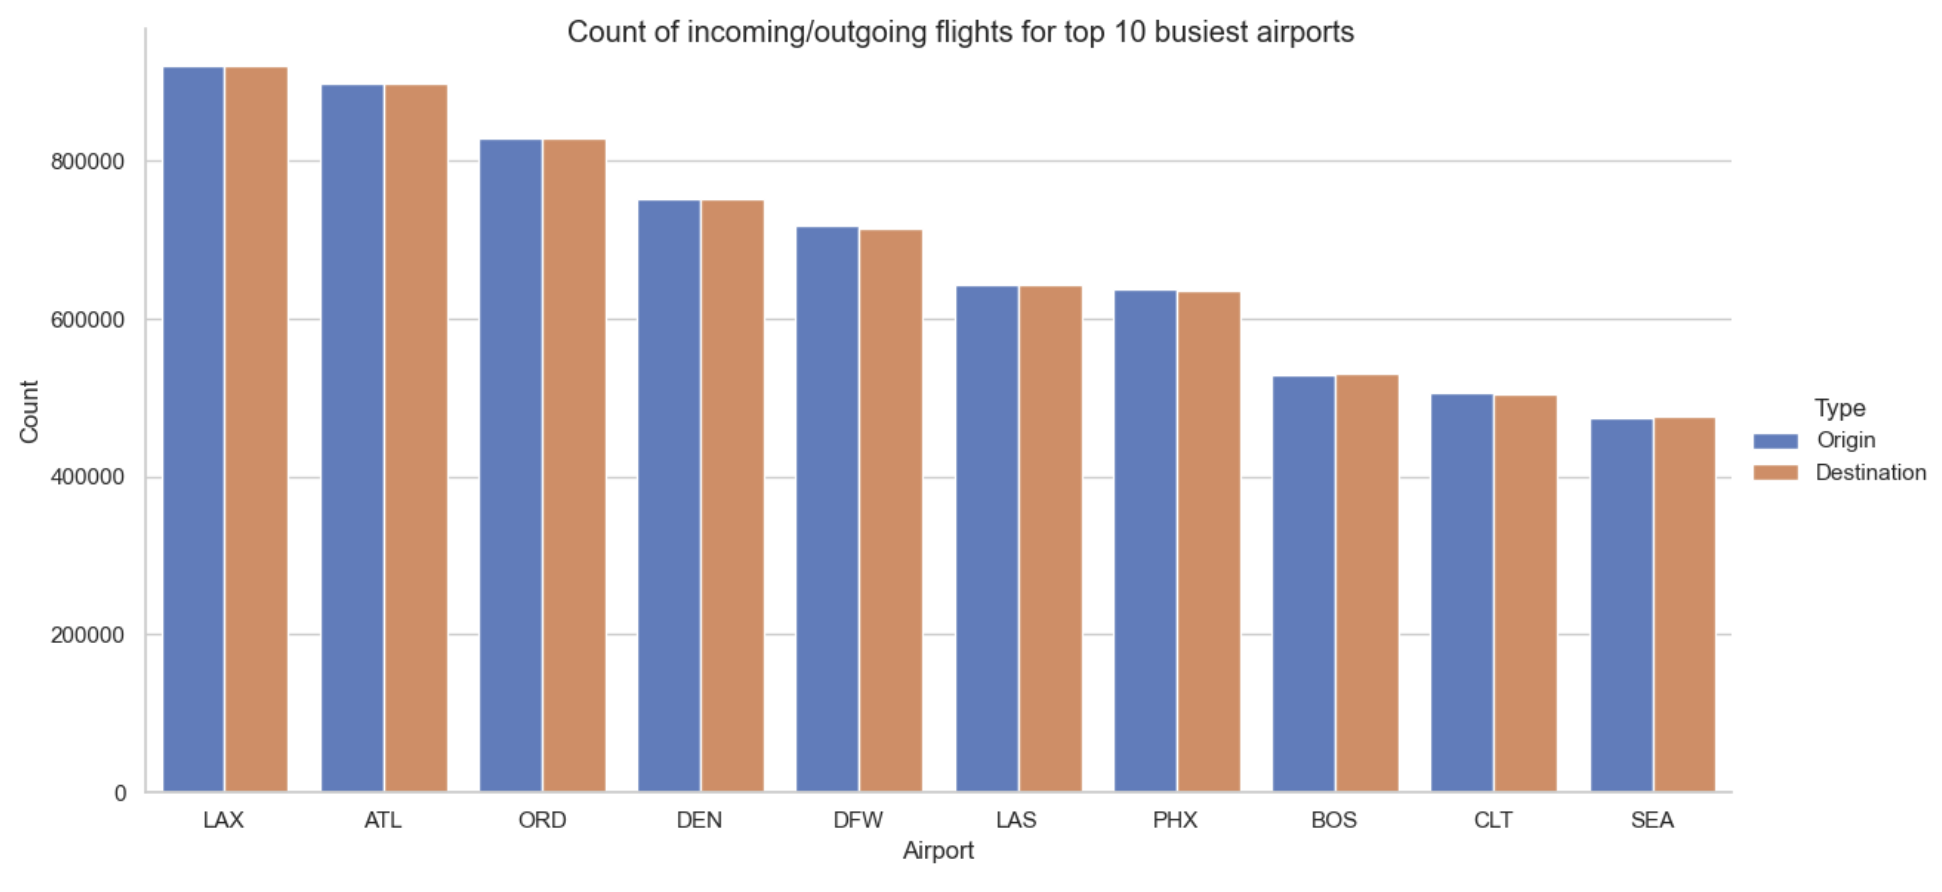 Count of incoming/outgoing flights for top 10 busiest airports
800000
600000
400000
200000
0
Count
LAX ATL ORD DEN DFW LAS PHX BOS CLT SEA
Airport
Type
Origin
Destination